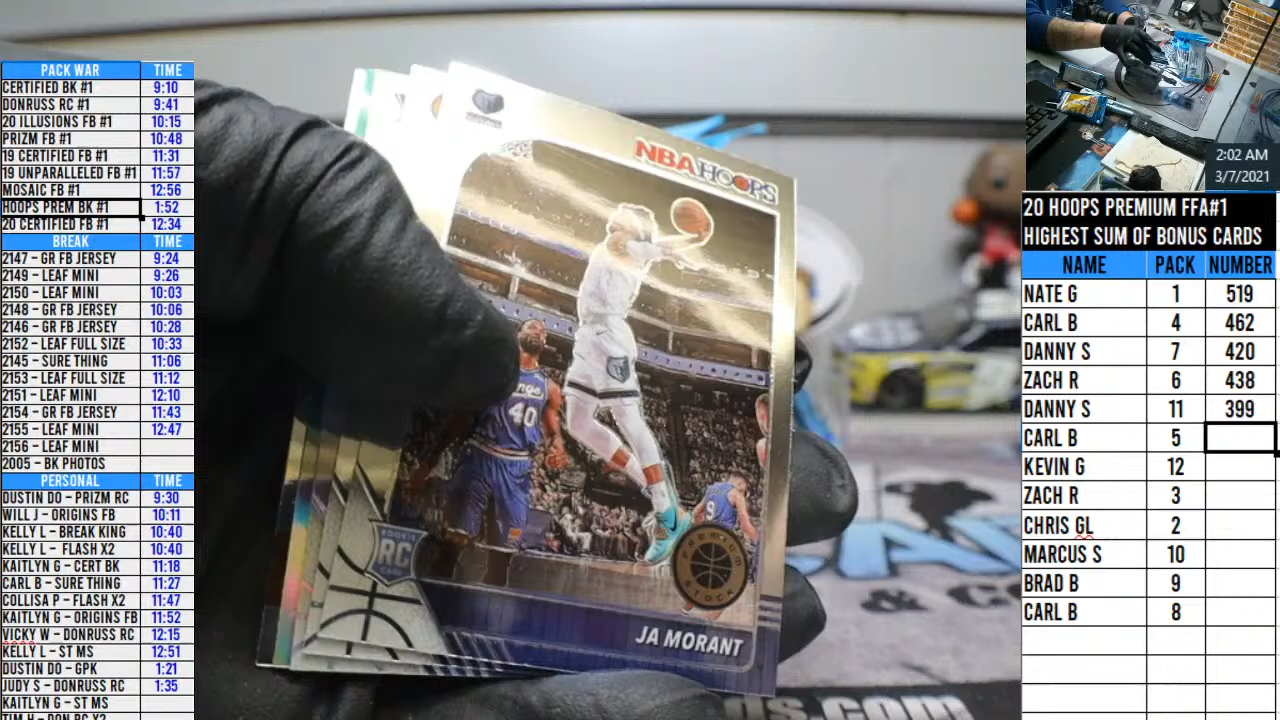 PACK WAR TIME
CERTIFIED BK #1 9:10
DONRUSS RC #1 9:41
20 ILLUSIONS FB #1 10:15
PRIZM FB #1 10:48
19 CERTIFIED FB #1 11:31
19 UNPARALLELED FB #1 11:57
MOSAIC FB #1 12:56
HOOPS PREM BK #1 1:52
20 CERTIFIED FB #1 12:34
BREAK TIME
2147 – GR FB JERSEY 9:24
2149 – LEAF MINI 9:26
2150 – LEAF MINI 10:03
2148 – GR FB JERSEY 10:06
2146 – GR FB JERSEY 10:28
2152 – LEAF FULL SIZE 10:33
2145 – SURE THING 11:06
2153 – LEAF FULL SIZE 11:12
2151 – LEAF MINI 12:10
2154 – GR FB JERSEY 11:43
2155 – LEAF MINI 12:47
2156 – LEAF MINI
2005 – BK PHOTOS
PERSONAL TIME
DUSTIN DO – PRIZM RC 9:30
WILL J – ORIGINS FB 10:11
KELLY L – BREAK KING 10:40
KELLY L – FLASH X2 10:40
KAITLYN G – CERT BK 11:18
CARL B – SURE THING 11:27
COLLISA P – FLASH X2 11:47
KAITLYN G – ORIGINS FB 11:52
VICKY W – DONRUSS RC 12:15
KELLY L – ST MS 12:51
DUSTIN DO – GPK 1:21
JUDY S – DONRUSS RC 1:35
KAITLYN G – ST MS
TIM H – DON RC X2
NBA HOOPS
40
9
ROOKIE
RC
PREMIUM
STOCK
JA MORANT
& CO
ds.com
2:02 AM
3/7/2021
20 HOOPS PREMIUM FFA#1
HIGHEST SUM OF BONUS CARDS
NAME PACK NUMBER
NATE G 1 519
CARL B 4 462
DANNY S 7 420
ZACH R 6 438
DANNY S 11 399
CARL B 5
KEVIN G 12
ZACH R 3
CHRIS GL 2
MARCUS S 10
BRAD B 9
CARL B 8